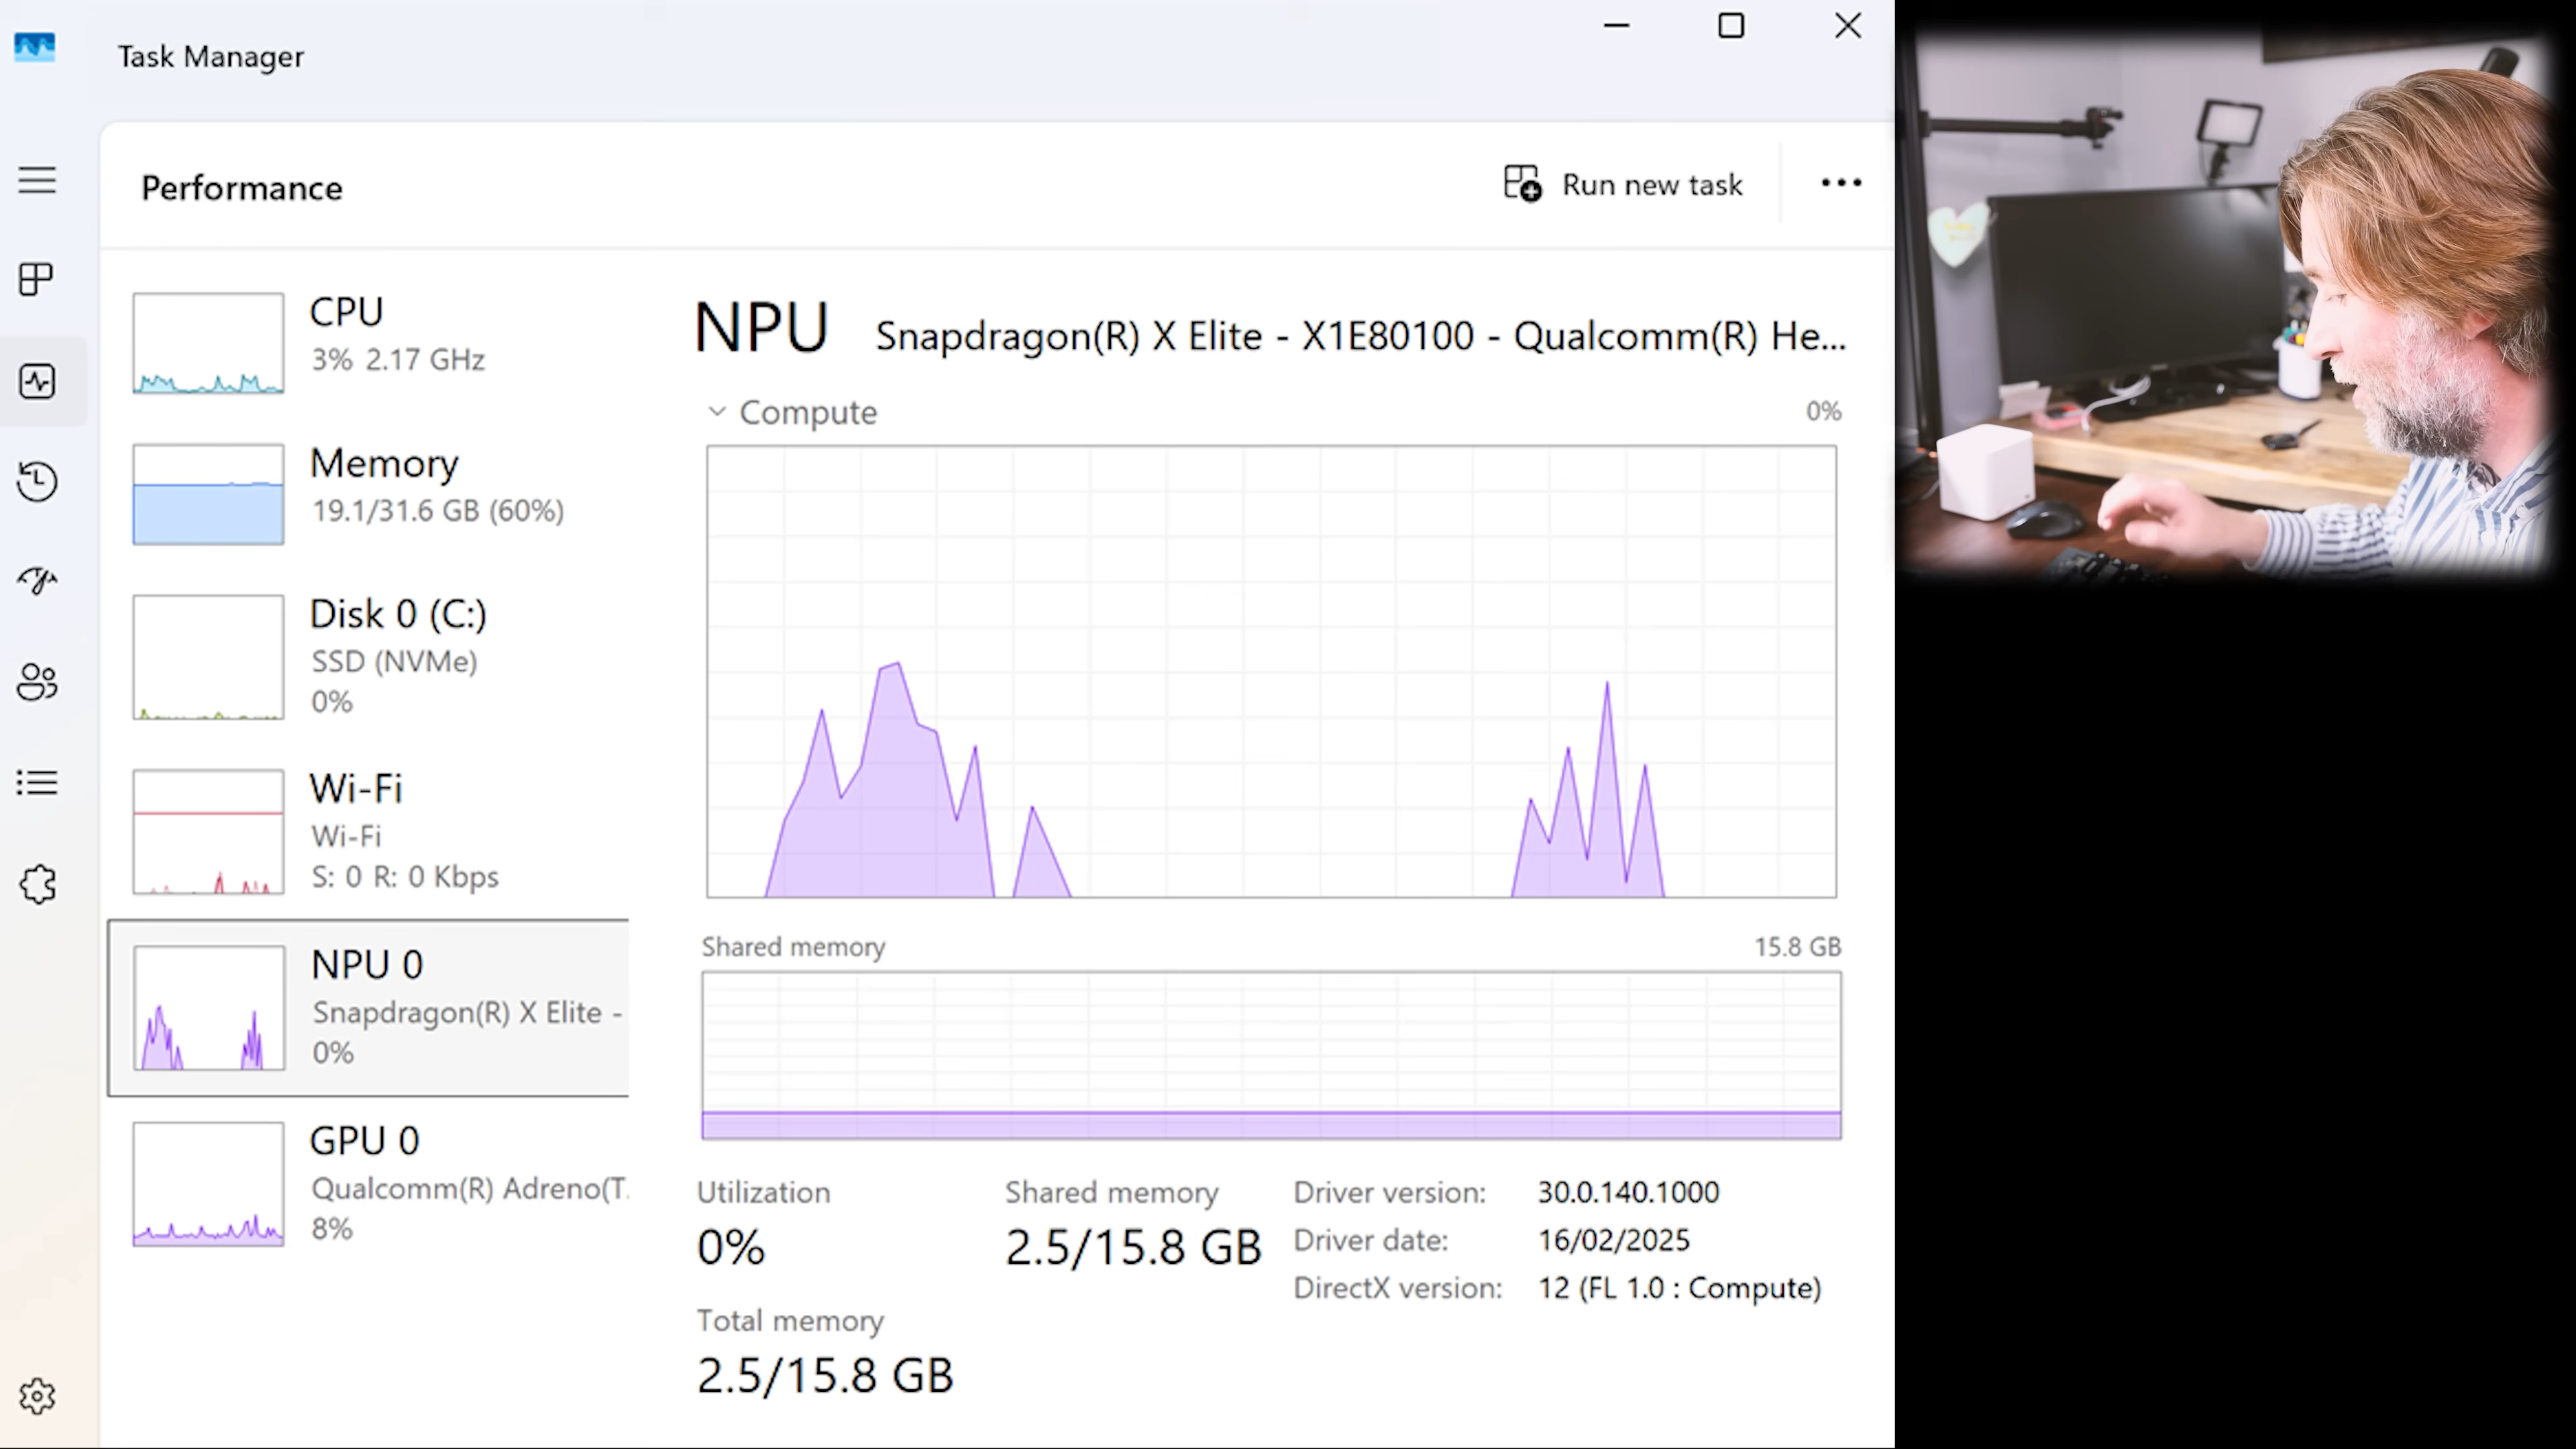 Task Manager
Performance
Run new task
CPU
3% 2.17 GHz
Memory
19.1/31.6 GB (60%)
Disk 0 (C:)
SSD (NVMe)
0%
Wi-Fi
Wi-Fi
S: 0 R: 0 Kbps
NPU 0
Snapdragon(R) X Elite -
0%
GPU 0
Qualcomm(R) Adreno(T.
8%
NPU Snapdragon(R) X Elite - X1E80100 - Qualcomm(R) He...
Compute 0%
Shared memory 15.8 GB
Utilization
0%
Shared memory
2.5/15.8 GB
Driver version: 30.0.140.1000
Driver date: 16/02/2025
DirectX version: 12 (FL 1.0 : Compute)
Total memory
2.5/15.8 GB